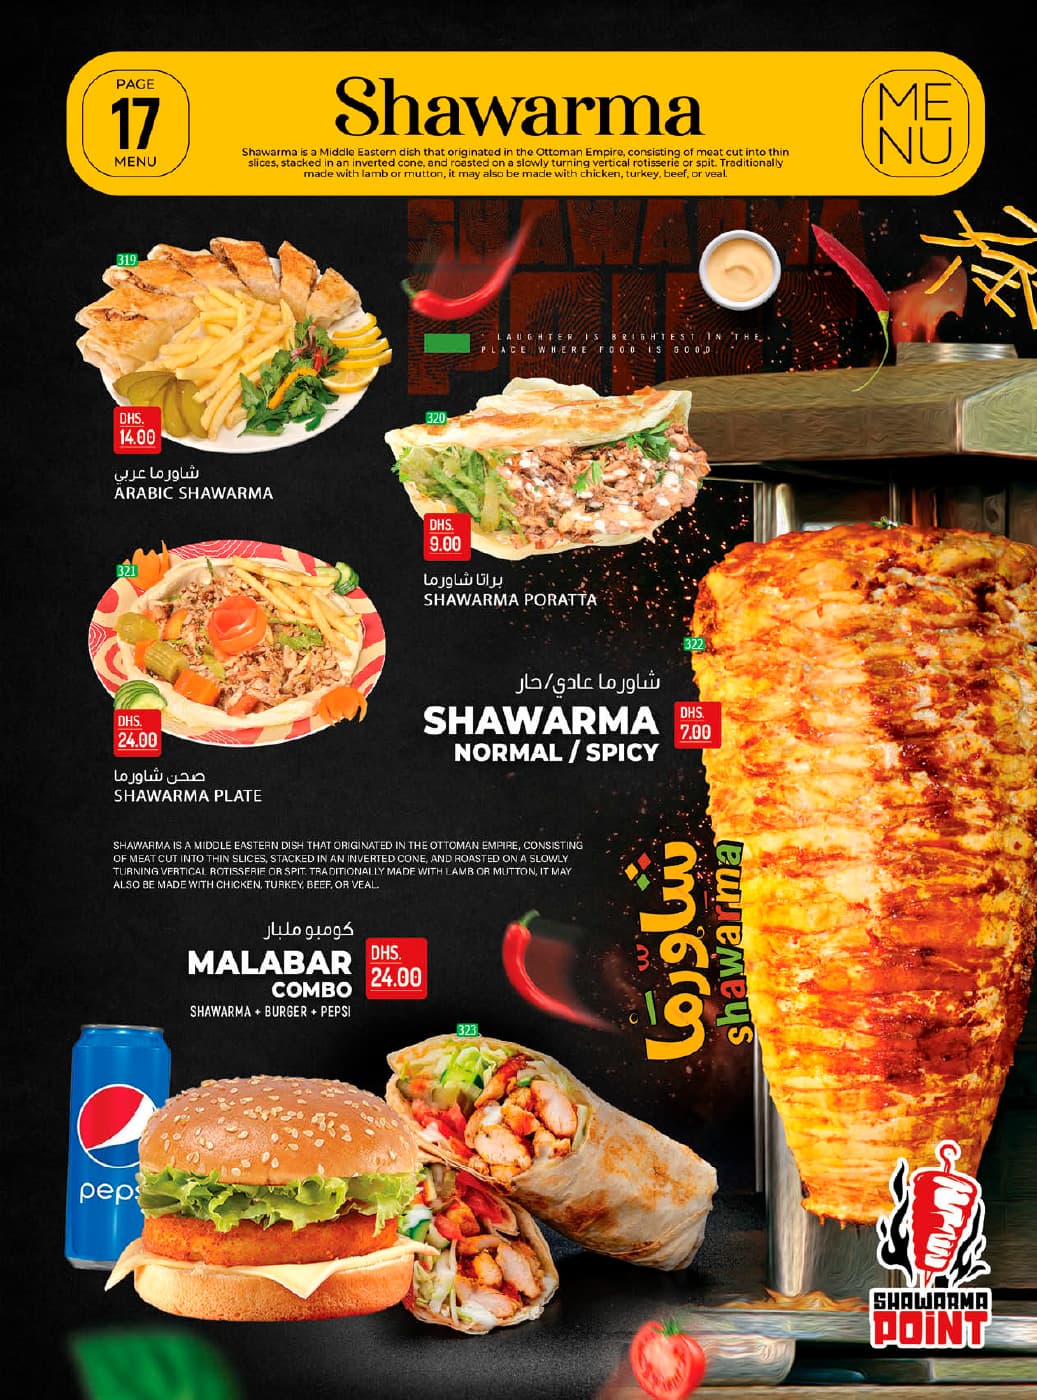 PAGE
17
MENU
Shawarma
Shawarma is a Middle Eastern dish that originated in the Ottoman Empire, consisting of meat cut into thin
slices, stacked in an inverted cone, and roasted on a slowly turning vertical rotisserie or spit. Traditionally
made with lamb or mutton, it may also be made with chicken, turkey, beef, or veal.
ME
NU
SHAWARMA
POINT
LAUGHTER IS BRIGHTEST IN THE
PLACE WHERE FOOD IS GOOD
319
DHS.
14.00
شاورما عربي
ARABIC SHAWARMA
320
DHS.
9.00
براتا شاورما
SHAWARMA PORATTA
321
DHS.
24.00
صحن شاورما
SHAWARMA PLATE
322
شاورما عادي/حار
SHAWARMA
NORMAL / SPICY
DHS.
7.00
SHAWARMA IS A MIDDLE EASTERN DISH THAT ORIGINATED IN THE OTTOMAN EMPIRE, CONSISTING
OF MEAT CUT INTO THIN SLICES, STACKED IN AN INVERTED CONE, AND ROASTED ON A SLOWLY
TURNING VERTICAL ROTISSERIE OR SPIT. TRADITIONALLY MADE WITH LAMB OR MUTTON, IT MAY
ALSO BE MADE WITH CHICKEN, TURKEY, BEEF, OR VEAL.
شاورما
shawarma
كومبو مليار
MALABAR
COMBO
SHAWARMA + BURGER + PEPSI
DHS.
24.00
323
peps
SHAWARMA
POINT